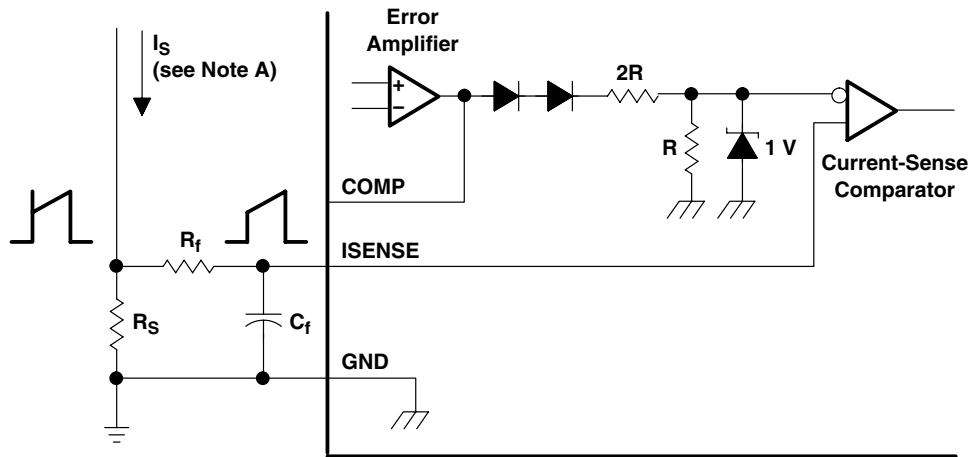 Error
Amplifier
I_S
(see Note A)
+
−
2R
R
1 V
Current-Sense
Comparator
COMP
R_f
ISENSE
R_S
C_f
GND